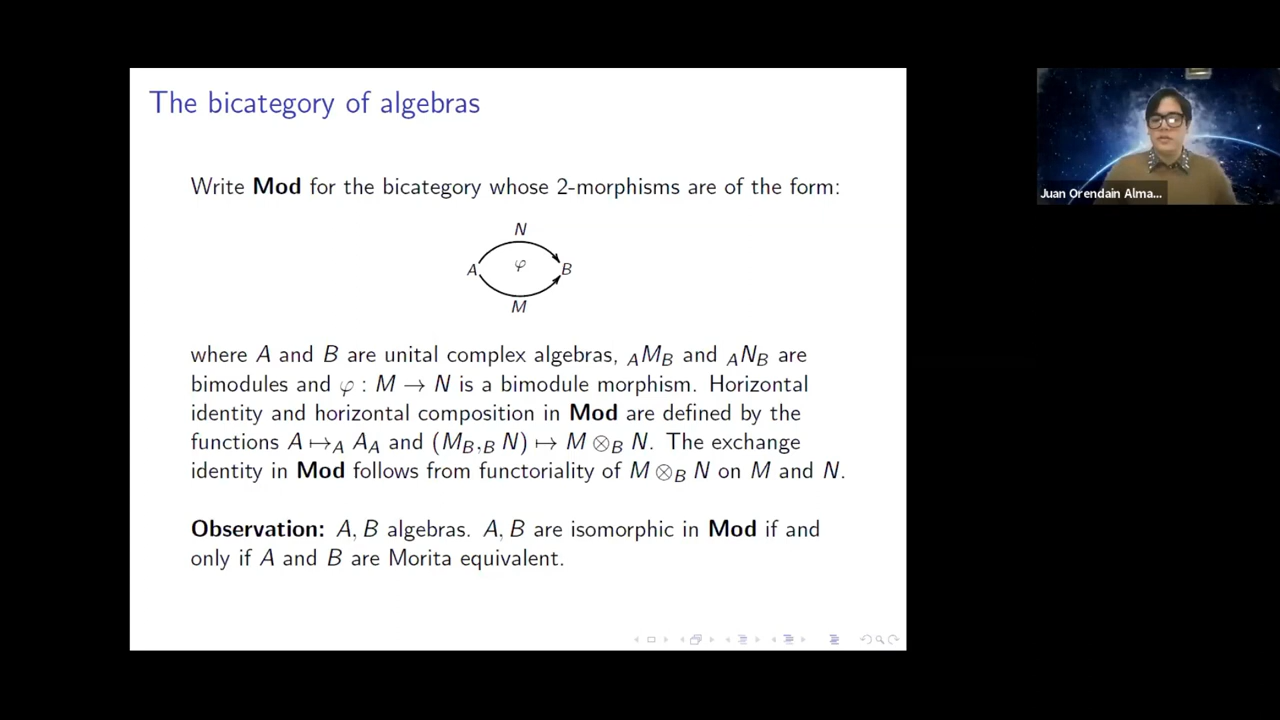 The bicategory of algebras
Write Mod for the bicategory whose 2-morphisms are of the form:
N
A φ B
M
where A and B are unital complex algebras, ₐMB and ₐNB are
bimodules and φ : M → N is a bimodule morphism. Horizontal
identity and horizontal composition in Mod are defined by the
functions A ↦A AA and (MB,B N) ↦ M ⊗B N. The exchange
identity in Mod follows from functoriality of M ⊗B N on M and N.
Observation: A, B algebras. A, B are isomorphic in Mod if and
only if A and B are Morita equivalent.
Juan Orendain Alma...